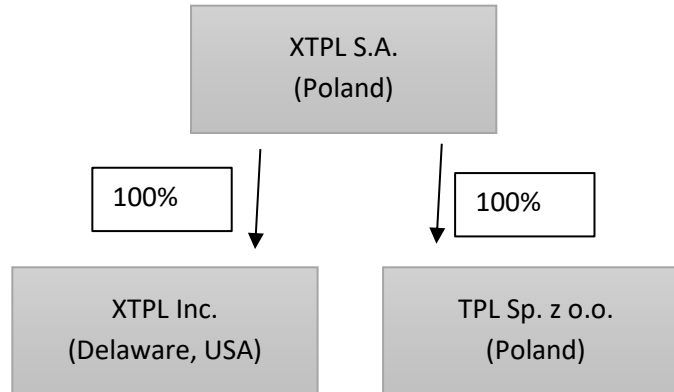 XTPL S.A.
(Poland)
100%
100%
XTPL Inc.
(Delaware, USA)
TPL Sp. z o.o.
(Poland)